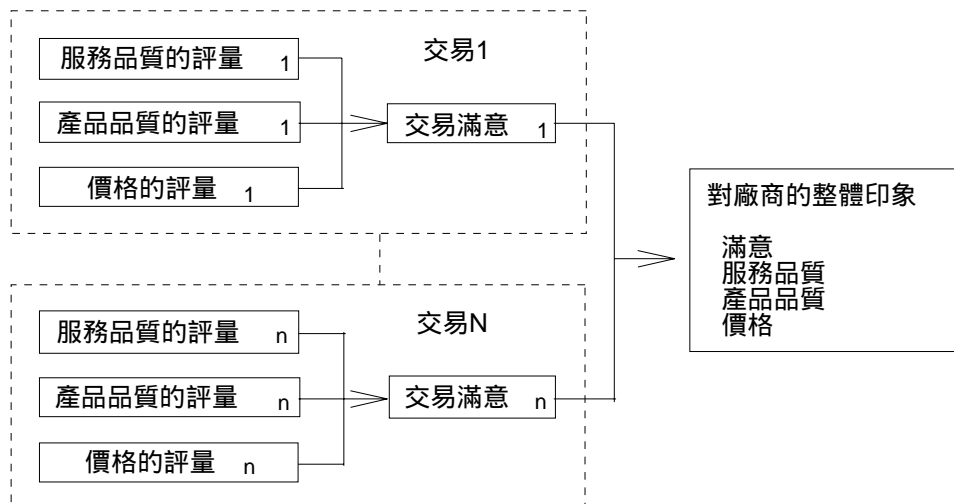 交易1
服務品質的評量 1
產品品質的評量 1
價格的評量 1
交易滿意 1
交易N
服務品質的評量 n
產品品質的評量 n
價格的評量 n
交易滿意 n
對廠商的整體印象
滿意
服務品質
產品品質
價格